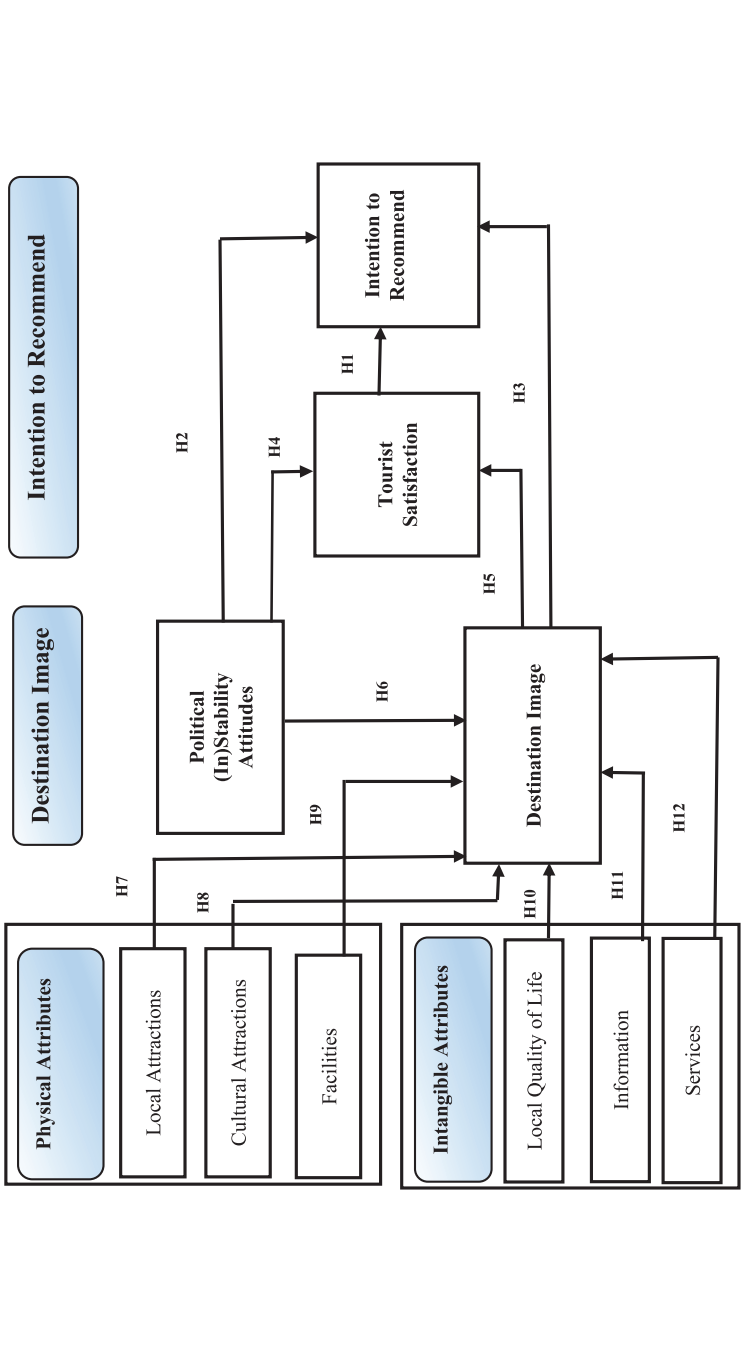 Physical Attributes
Destination Image
Intention to Recommend
Local Attractions
Cultural Attractions
Facilities
Intangible Attributes
Local Quality of Life
Information
Services
H7
H8
H9
H10
H11
H12
Political
(In)Stability
Attitudes
H6
Destination Image
H2
H4
H5
H3
Tourist
Satisfaction
H1
Intention to
Recommend